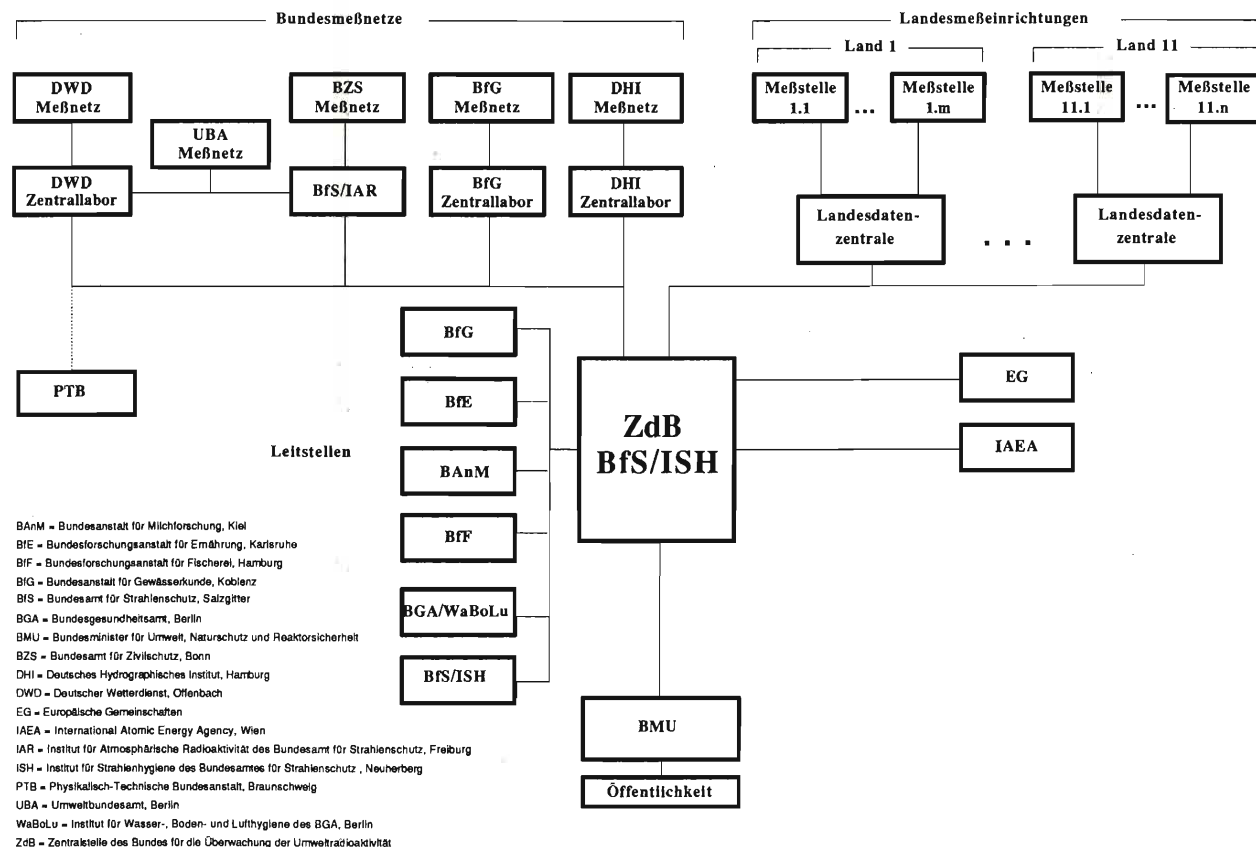 Bundesmeßnetze
Landesmeßeinrichtungen
Land 1
Land 11
DWD
Meßnetz
UBA
Meßnetz
BZS
Meßnetz
BfG
Meßnetz
DHI
Meßnetz
Meßstelle
1.1
...
Meßstelle
1.m
Meßstelle
11.1
...
Meßstelle
11.n
DWD
Zentrallabor
BfS/IAR
BfG
Zentrallabor
DHI
Zentrallabor
Landesdaten-
zentrale
. . .
Landesdaten-
zentrale
PTB
Leitstellen
BfG
BfE
BAnM
BfF
BGA/WaBoLu
BfS/ISH
ZdB
BfS/ISH
EG
IAEA
BMU
Öffentlichkeit
BAnM = Bundesanstalt für Milchforschung, Kiel
BfE = Bundesforschungsanstalt für Ernährung, Karlsruhe
BfF = Bundesforschungsanstalt für Fischerei, Hamburg
BfG = Bundesanstalt für Gewässerkunde, Koblenz
BfS = Bundesamt für Strahlenschutz, Salzgitter
BGA = Bundesgesundheitsamt, Berlin
BMU = Bundesminister für Umwelt, Naturschutz und Reaktorsicherheit
BZS = Bundesamt für Zivilschutz, Bonn
DHI = Deutsches Hydrographisches Institut, Hamburg
DWD = Deutscher Wetterdienst, Offenbach
EG = Europäische Gemeinschaften
IAEA = International Atomic Energy Agency, Wien
IAR = Institut für Atmosphärische Radioaktivität des Bundesamt für Strahlenschutz, Freiburg
ISH = Institut für Strahlenhygiene des Bundesamtes für Strahlenschutz , Neuherberg
PTB = Physikalisch-Technische Bundesanstalt, Braunschweig
UBA = Umweltbundesamt, Berlin
WaBoLu = Institut für Wasser-, Boden- und Lufthygiene des BGA, Berlin
ZdB = Zentralstelle des Bundes für die Überwachung der Umweltradioaktivität